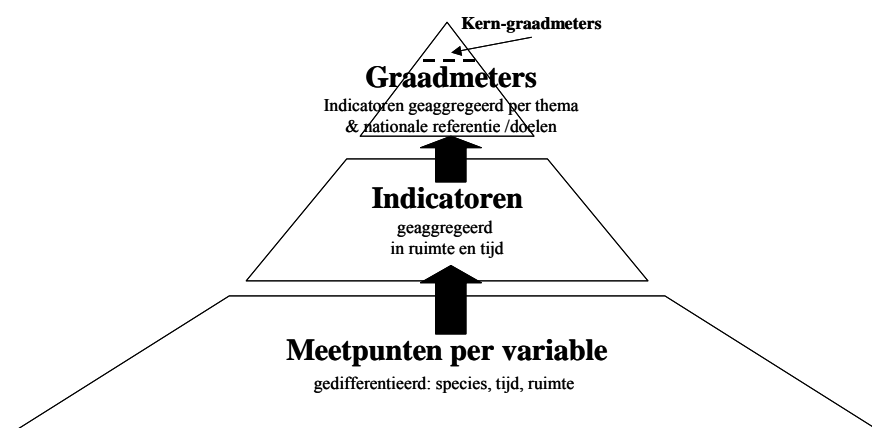 Kern-graadmeters
Graadmeters
Indicatoren geaggregeerd per thema
& nationale referentie /doelen
Indicatoren
geaggregeerd
in ruimte en tijd
Meetpunten per variable
gedifferentieerd: species, tijd, ruimte